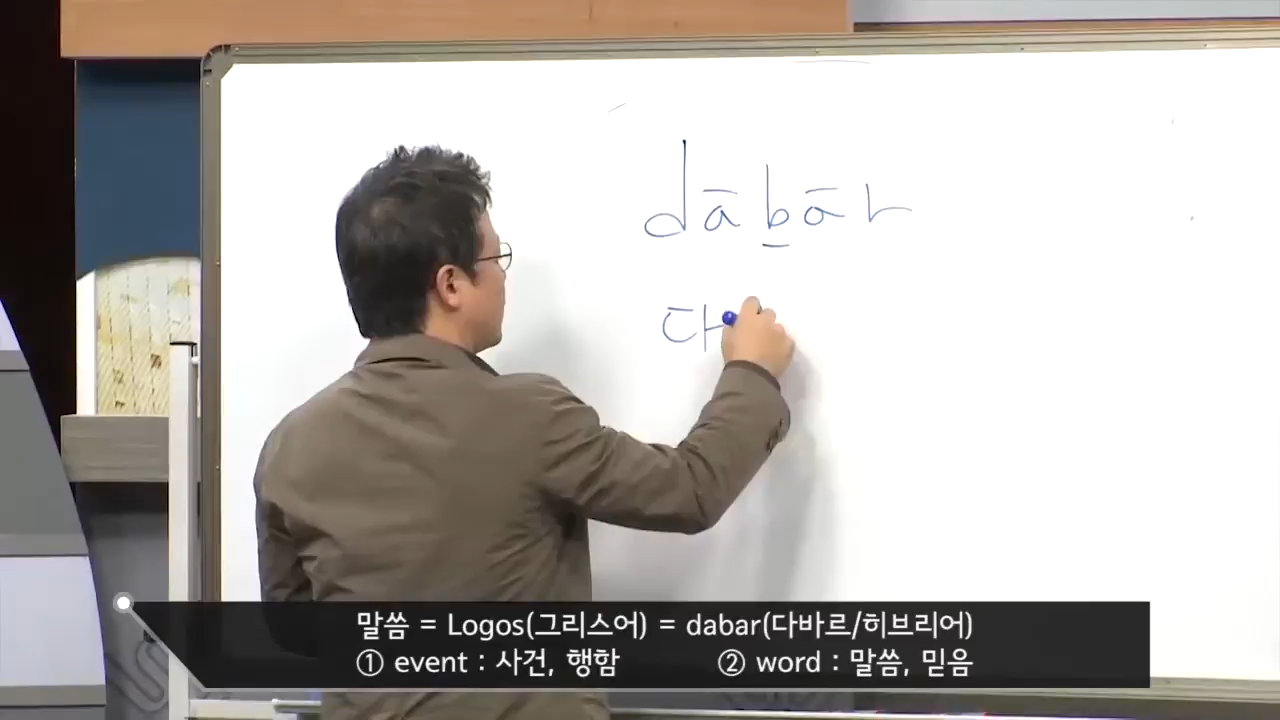 dābār
다
말씀 = Logos(그리스어) = dabar(다바르/히브리어)
① event : 사건, 행함 ② word : 말씀, 믿음